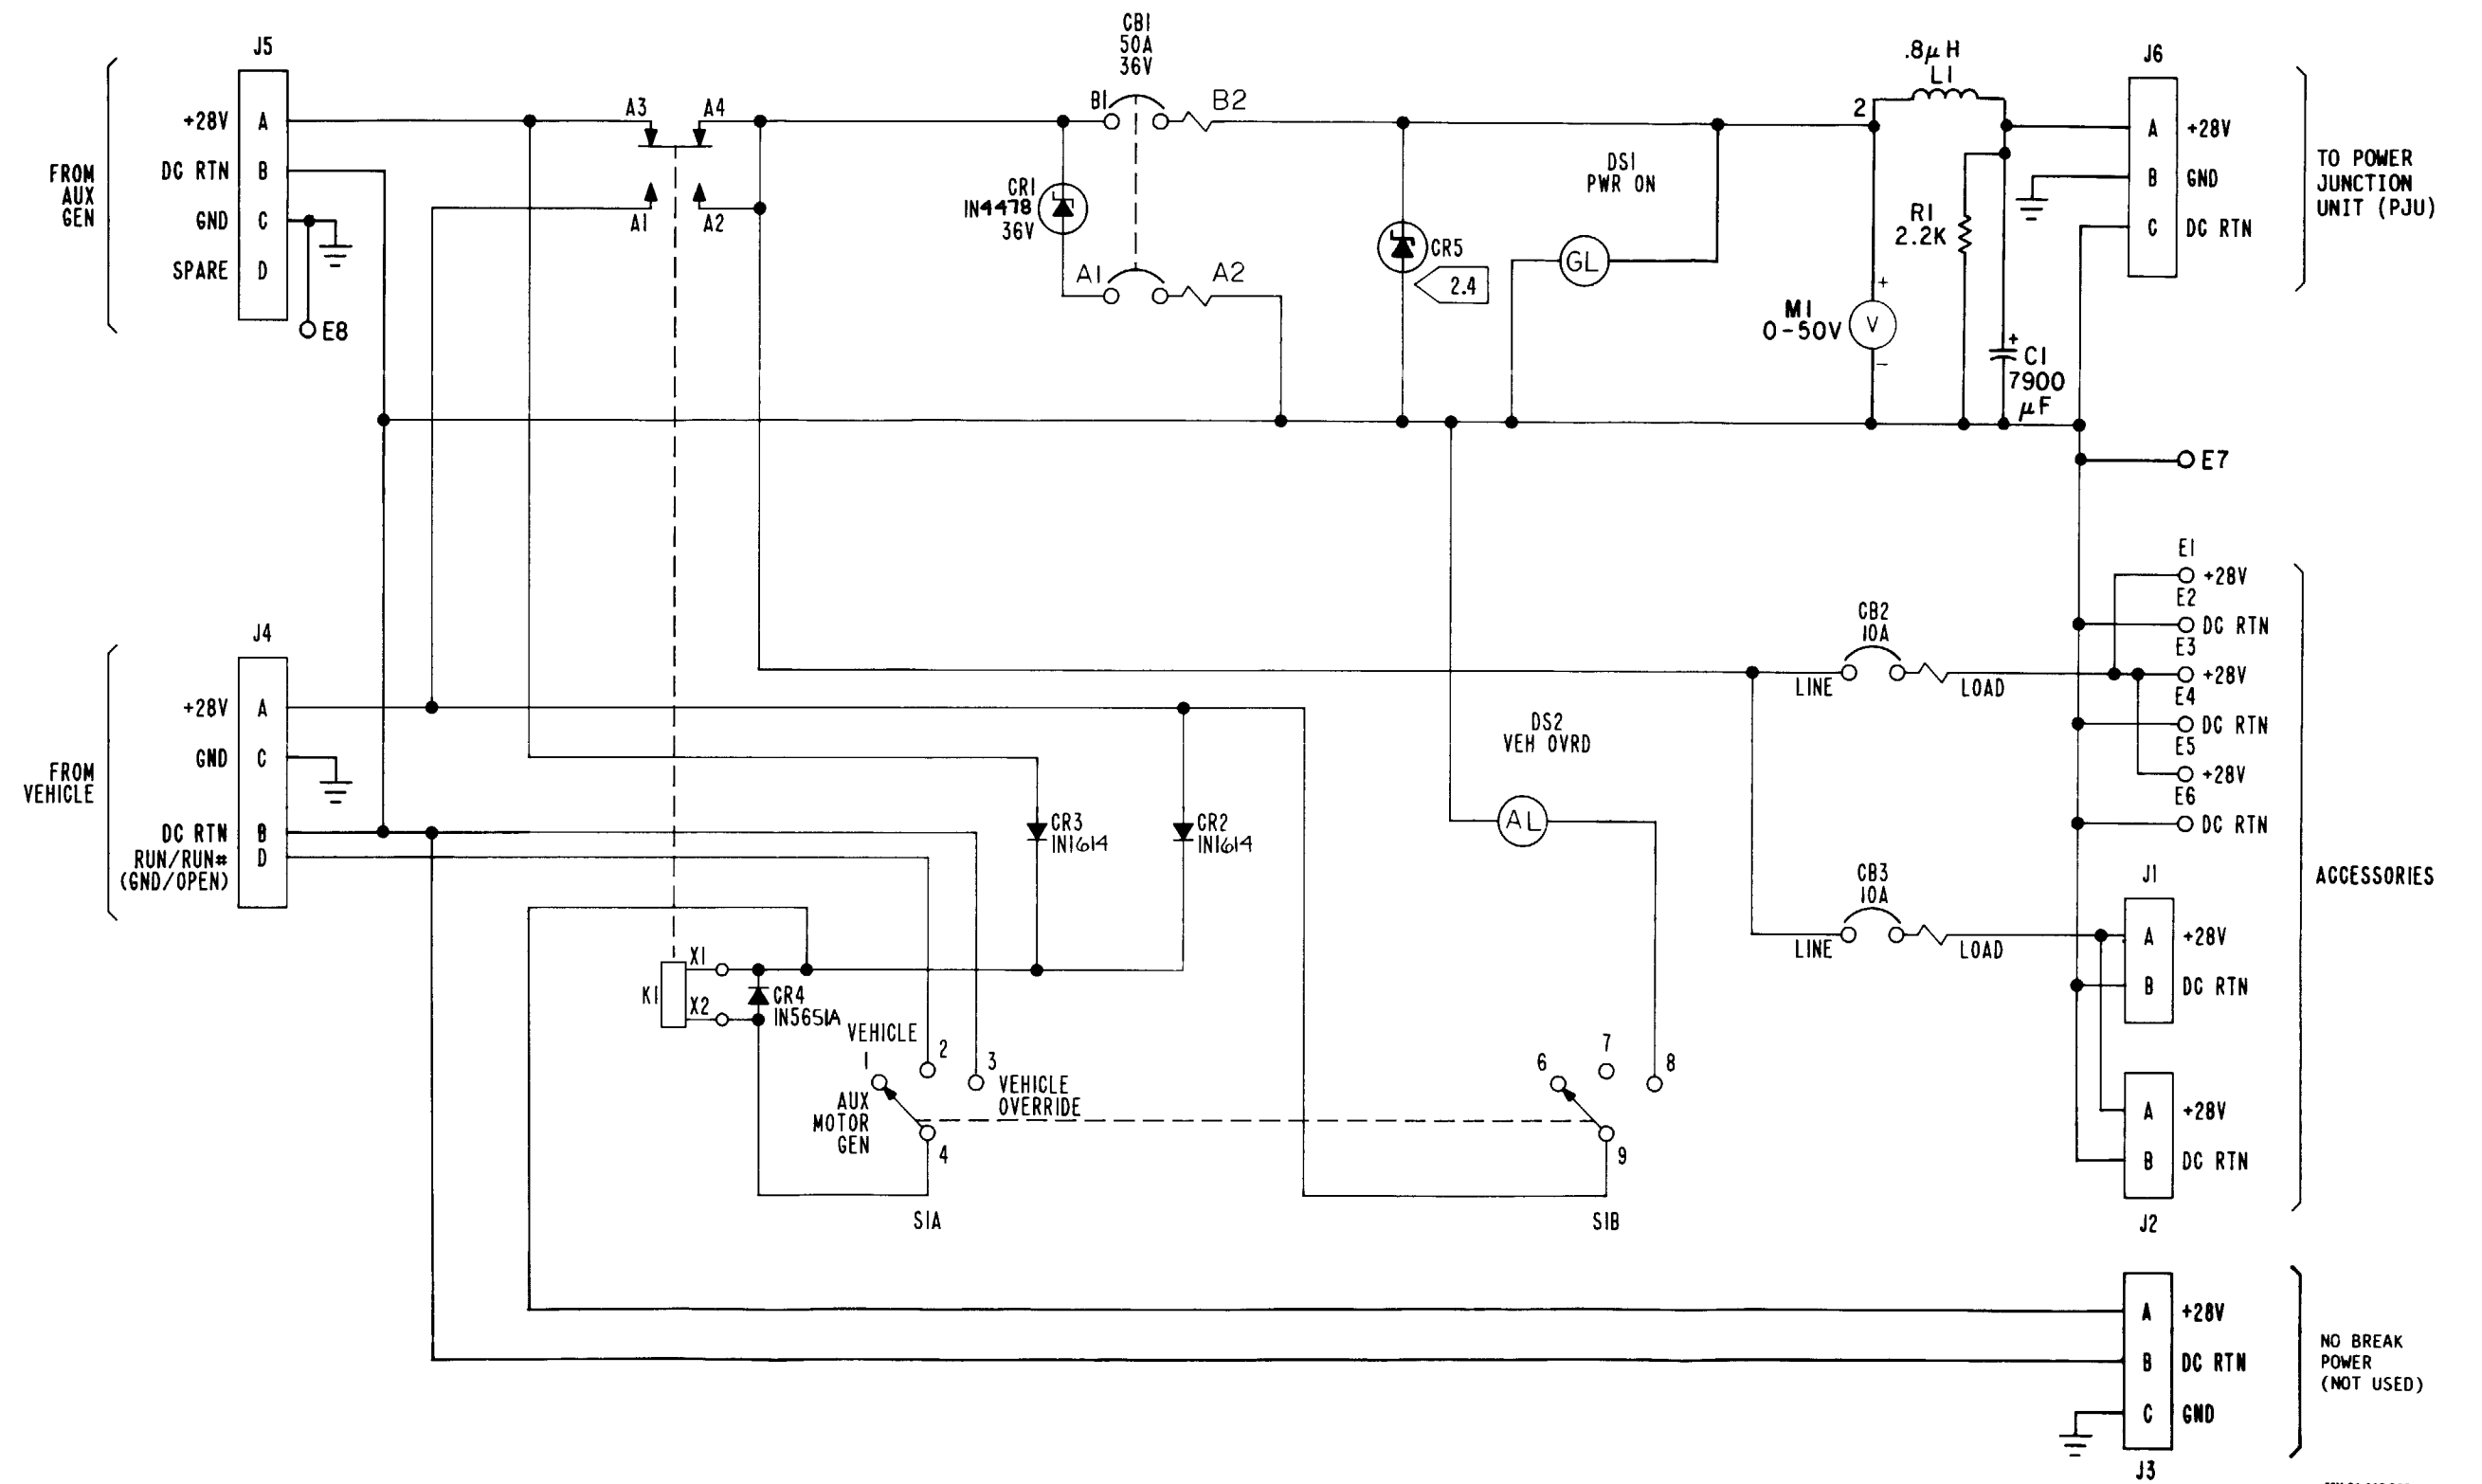 J5
FROM
AUX
GEN
+28V A
DC RTN B
GND C
SPARE D
E8
A3 A4
A1 A2
CB1
50A
36V
B1 B2
CR1
IN4478
36V
A1 A2
CR5
2.4
DS1
PWR ON
GL
2
.8µH
L1
R1
2.2K
M1
0-50V
V
+
−
+
C1
7900
µF
J6
A +28V
B GND
C DC RTN
TO POWER
JUNCTION
UNIT (PJU)
E7
E1
+28V
E2
DC RTN
E3
+28V
E4
DC RTN
E5
+28V
E6
DC RTN
CB2
10A
LINE LOAD
CB3
10A
LINE LOAD
J1
A +28V
B DC RTN
A +28V
B DC RTN
J2
ACCESSORIES
J4
FROM
VEHICLE
+28V A
GND C
DC RTN B
RUN/RUN# D
(GND/OPEN)
CR3
IN1614
CR2
IN1614
DS2
VEH OVRD
AL
K1
X1
X2
CR4
IN5651A
VEHICLE
1 2 3
AUX
MOTOR
GEN
VEHICLE
OVERRIDE
4
S1A
6 7 8
9
S1B
A +28V
B DC RTN
C GND
J3
NO BREAK
POWER
(NOT USED)